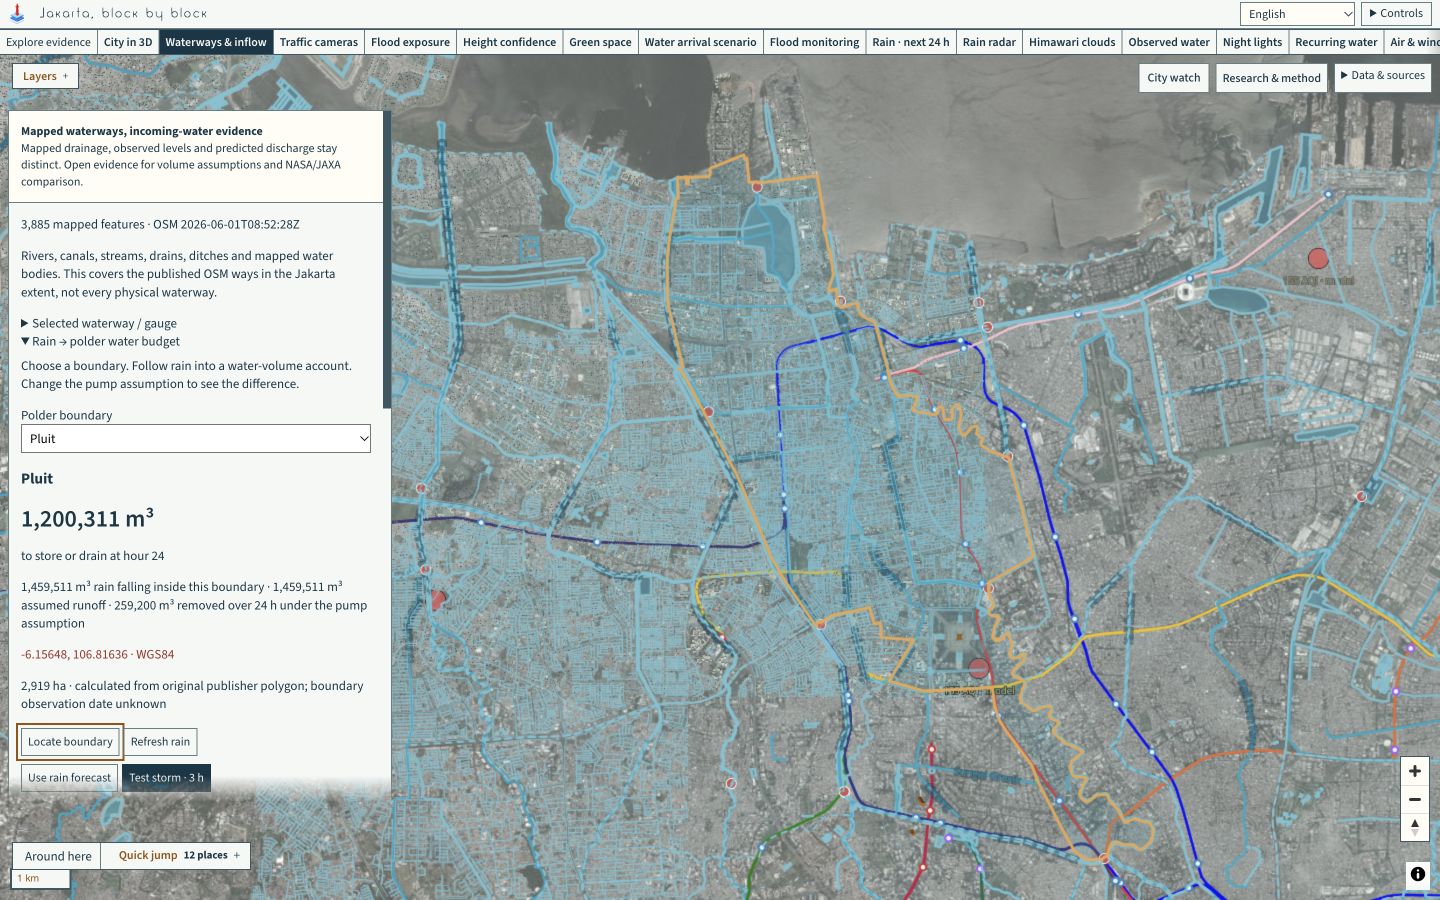 Jakarta, block by block
English
Controls
Explore evidence
City in 3D
Waterways & inflow
Traffic cameras
Flood exposure
Height confidence
Green space
Water arrival scenario
Flood monitoring
Rain · next 24 h
Rain radar
Himawari clouds
Observed water
Night lights
Recurring water
Air & wind
Layers +
City watch
Research & method
Data & sources
Mapped waterways, incoming-water evidence
Mapped drainage, observed levels and predicted discharge stay
distinct. Open evidence for volume assumptions and NASA/JAXA
comparison.
3,885 mapped features · OSM 2026-06-01T08:52:28Z
Rivers, canals, streams, drains, ditches and mapped water
bodies. This covers the published OSM ways in the Jakarta
extent, not every physical waterway.
Selected waterway / gauge
Rain → polder water budget
Choose a boundary. Follow rain into a water-volume account.
Change the pump assumption to see the difference.
Polder boundary
Pluit
Pluit
1,200,311 m³
to store or drain at hour 24
1,459,511 m³ rain falling inside this boundary · 1,459,511 m³
assumed runoff · 259,200 m³ removed over 24 h under the pump
assumption
-6.15648, 106.81636 · WGS84
2,919 ha · calculated from original publisher polygon; boundary
observation date unknown
Locate boundary
Refresh rain
Use rain forecast
Test storm · 3 h
Around here
Quick jump 12 places +
1 km